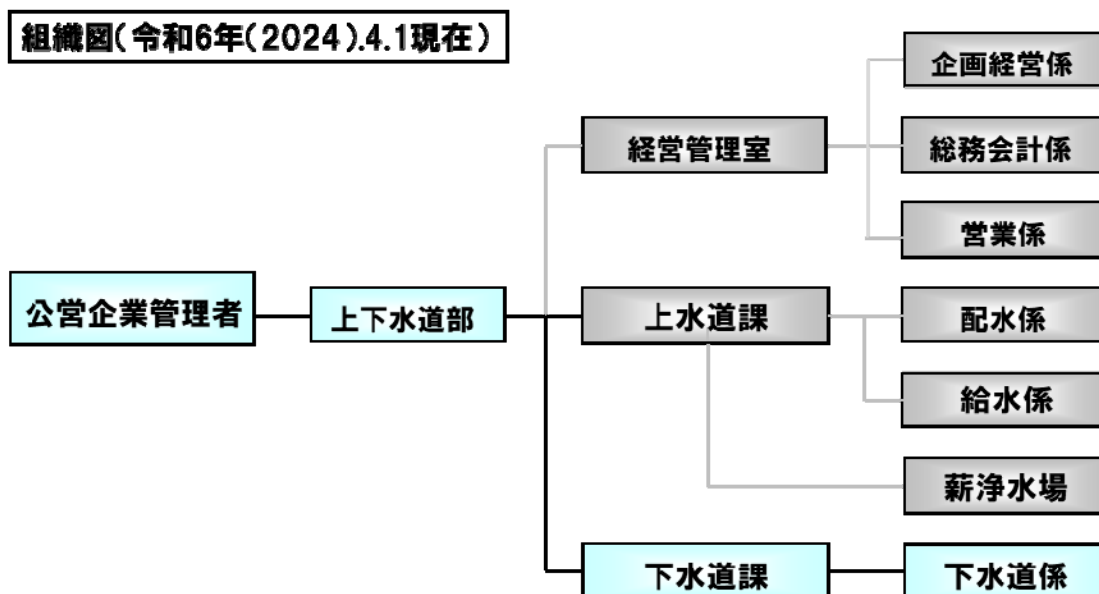 組織図(令和6年(2024).4.1現在)
企画経営係
経営管理室
総務会計係
営業係
公営企業管理者
上下水道部
上水道課
配水係
給水係
薪浄水場
下水道課
下水道係